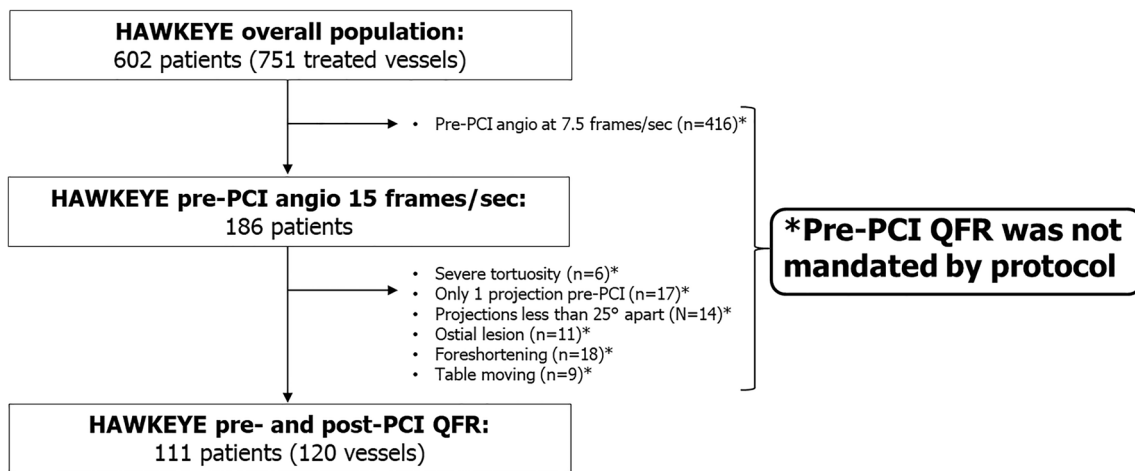 HAWKEYE overall population:
602 patients (751 treated vessels)
• Pre-PCI angio at 7.5 frames/sec (n=416)*
HAWKEYE pre-PCI angio 15 frames/sec:
186 patients
*Pre-PCI QFR was not
mandated by protocol
• Severe tortuosity (n=6)*
• Only 1 projection pre-PCI (n=17)*
• Projections less than 25° apart (N=14)*
• Ostial lesion (n=11)*
• Foreshortening (n=18)*
• Table moving (n=9)*
HAWKEYE pre- and post-PCI QFR:
111 patients (120 vessels)